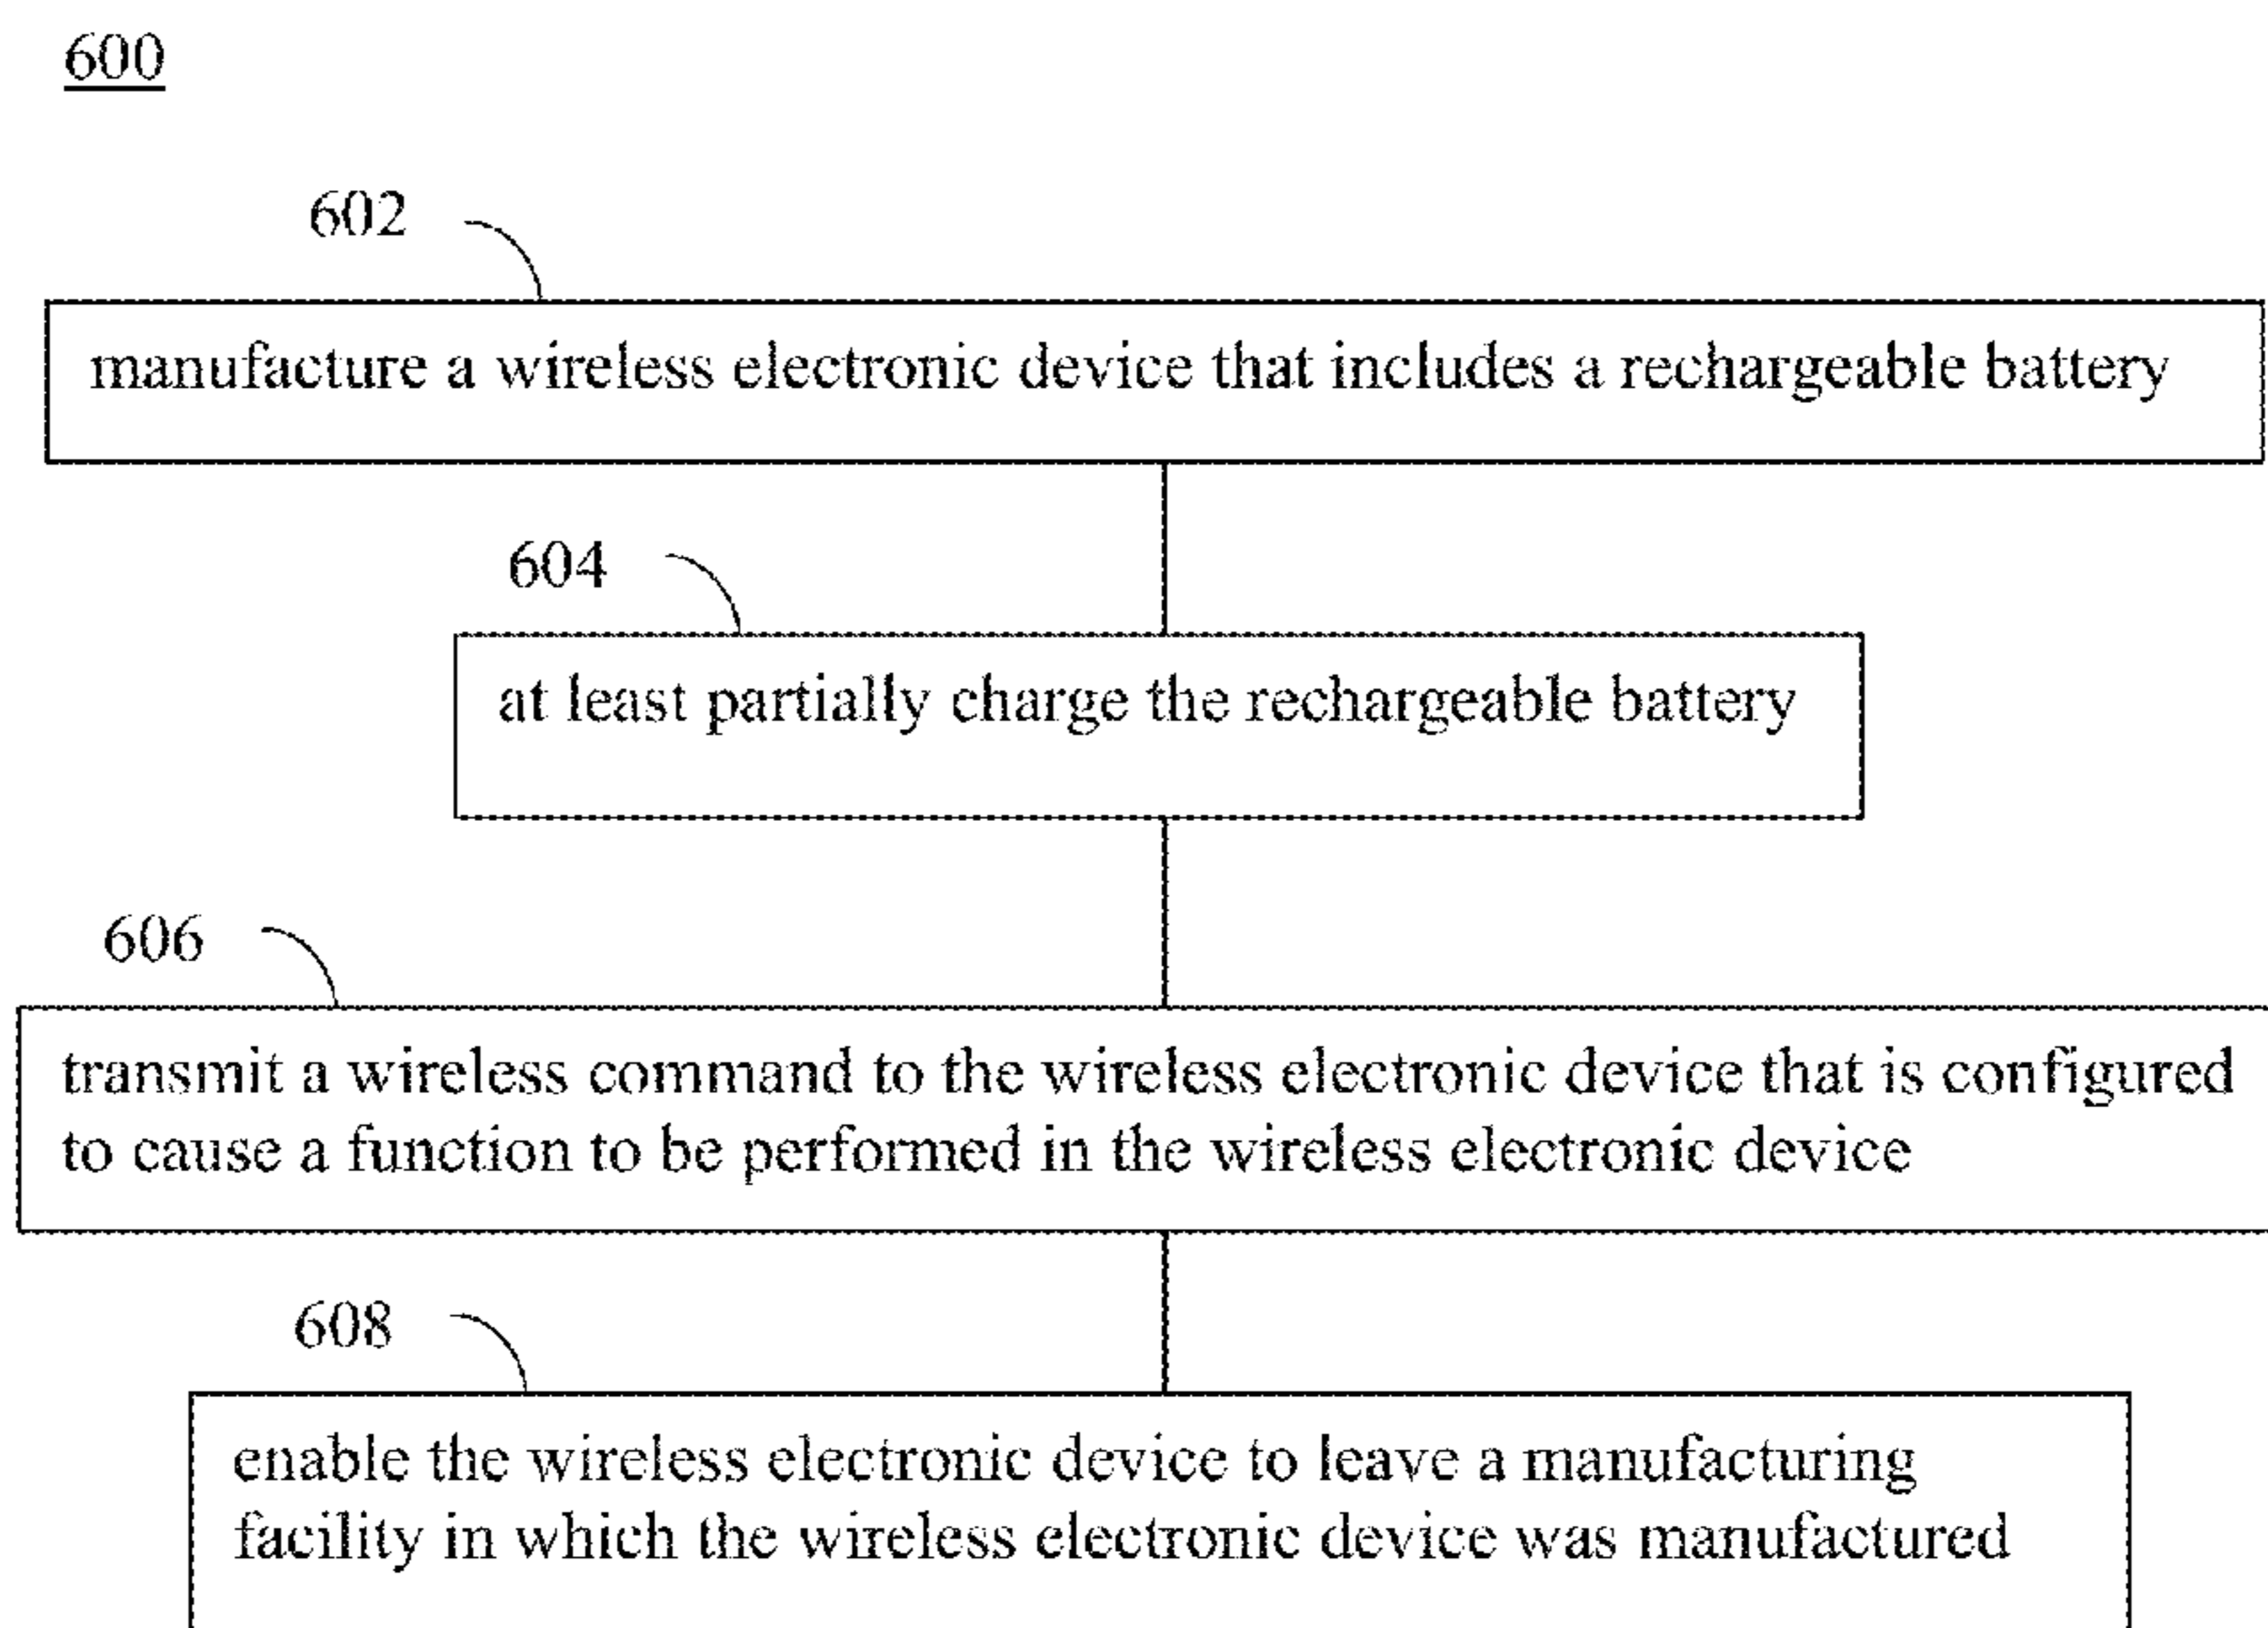 600
602
manufacture a wireless electronic device that includes a rechargeable battery
604
at least partially charge the rechargeable battery
606
transmit a wireless command to the wireless electronic device that is configured
to cause a function to be performed in the wireless electronic device
608
enable the wireless electronic device to leave a manufacturing
facility in which the wireless electronic device was manufactured